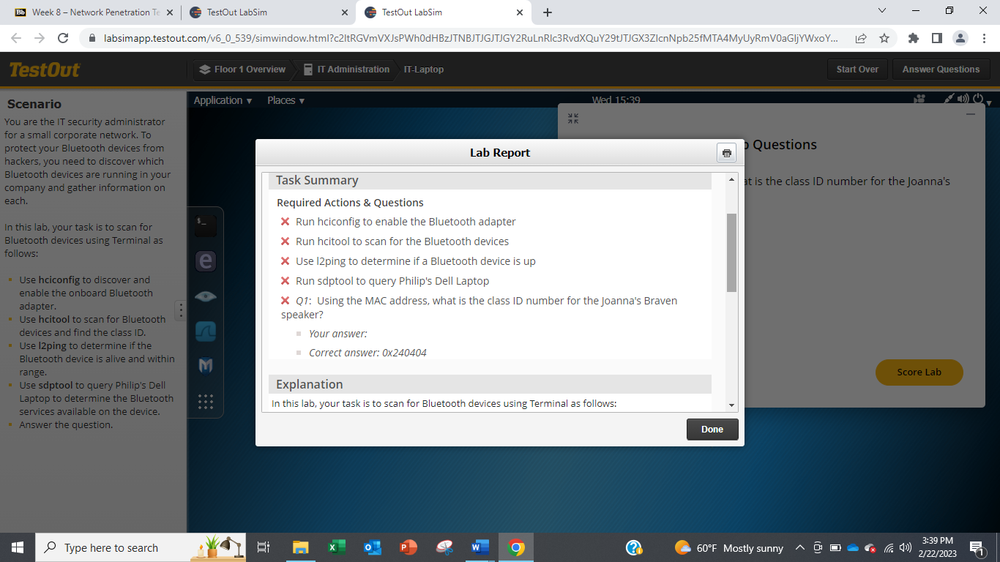 Week 8 – Network Penetration Te
TestOut LabSim
TestOut LabSim
TestOut
Floor 1 Overview
IT Administration
IT-Laptop
Start Over
Answer Questions
Scenario
You are the IT security administrator
for a small corporate network. To
protect your Bluetooth devices from
hackers, you need to discover which
Bluetooth devices are running in your
company and gather information on
each.
In this lab, your task is to scan for
Bluetooth devices using Terminal as
follows:
Use hciconfig to discover and
enable the onboard Bluetooth
adapter.
Use hcitool to scan for Bluetooth
devices and find the class ID.
Use l2ping to determine if the
Bluetooth device is alive and within
range.
Use sdptool to query Philip's Dell
Laptop to determine the Bluetooth
services available on the device.
Answer the question.
Application
Places
Wed 15:39
Questions
is the class ID number for the Joanna's
Score Lab
Lab Report
Task Summary
Required Actions & Questions
Run hciconfig to enable the Bluetooth adapter
Run hcitool to scan for the Bluetooth devices
Use l2ping to determine if a Bluetooth device is up
Run sdptool to query Philip's Dell Laptop
Q1: Using the MAC address, what is the class ID number for the Joanna's Braven
speaker?
Your answer:
Correct answer: 0x240404
Explanation
In this lab, your task is to scan for Bluetooth devices using Terminal as follows:
Done
Type here to search
60°F Mostly sunny
3:39 PM
2/22/2023